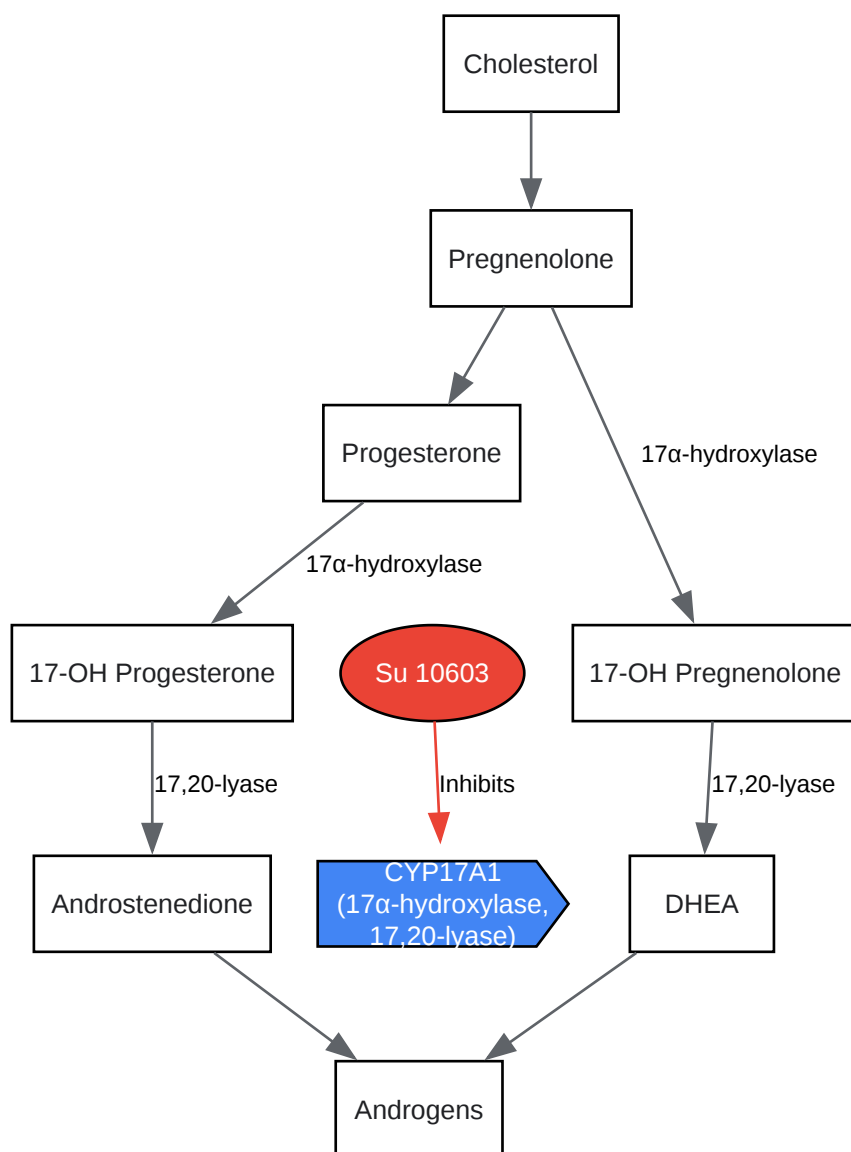 Cholesterol
Pregnenolone
Progesterone
17α-hydroxylase
17α-hydroxylase
17-OH Progesterone
Su 10603
17-OH Pregnenolone
17,20-lyase
Inhibits
17,20-lyase
Androstenedione
CYP17A1
(17α-hydroxylase,
17,20-lyase)
DHEA
Androgens